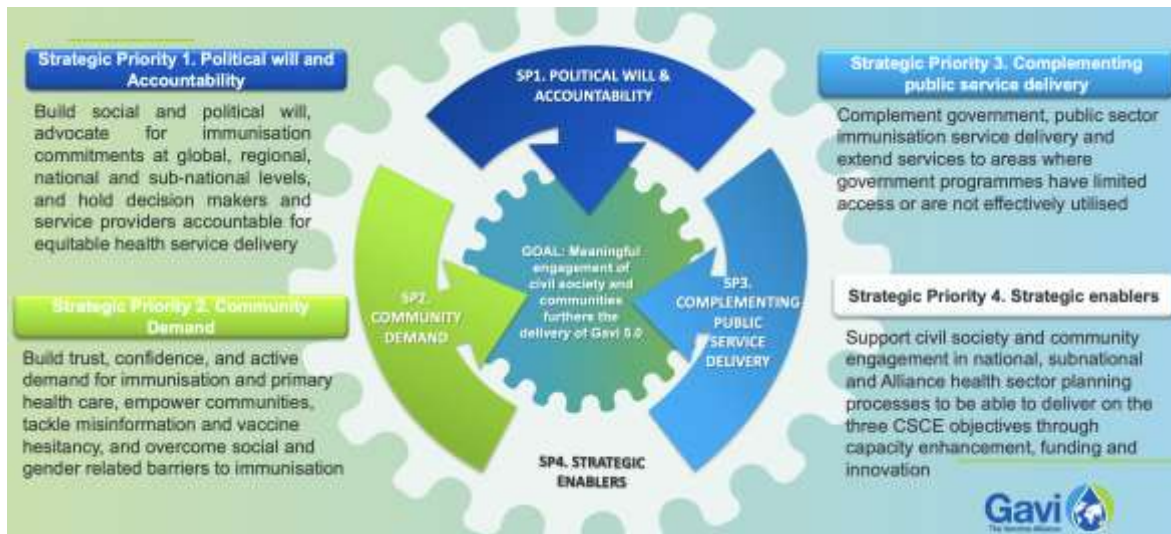 Strategic Priority 1. Political will and
Accountability
Build social and political will,
advocate for immunisation
commitments at global, regional,
national and sub-national levels,
and hold decision makers and
service providers accountable for
equitable health service delivery
Strategic Priority 2. Community
Demand
Build trust, confidence, and active
demand for immunisation and primary
health care, empower communities,
tackle misinformation and vaccine
hesitancy, and overcome social and
gender related barriers to immunisation
SP1. POLITICAL WILL &
ACCOUNTABILITY
GOAL: Meaningful
engagement of
civil society and
communities
furthers the
delivery of Gavi 5.0
SP2.
COMMUNITY
DEMAND
SP3.
COMPLEMENTING
PUBLIC
SERVICE
DELIVERY
SP4. STRATEGIC
ENABLERS
Strategic Priority 3. Complementing
public service delivery
Complement government, public sector
immunisation service delivery and
extend services to areas where
government programmes have limited
access or are not effectively utilised
Strategic Priority 4. Strategic enablers
Support civil society and community
engagement in national, subnational
and Alliance health sector planning
processes to be able to deliver on the
three CSCE objectives through
capacity enhancement, funding and
innovation
Gavi
The Vaccine Alliance